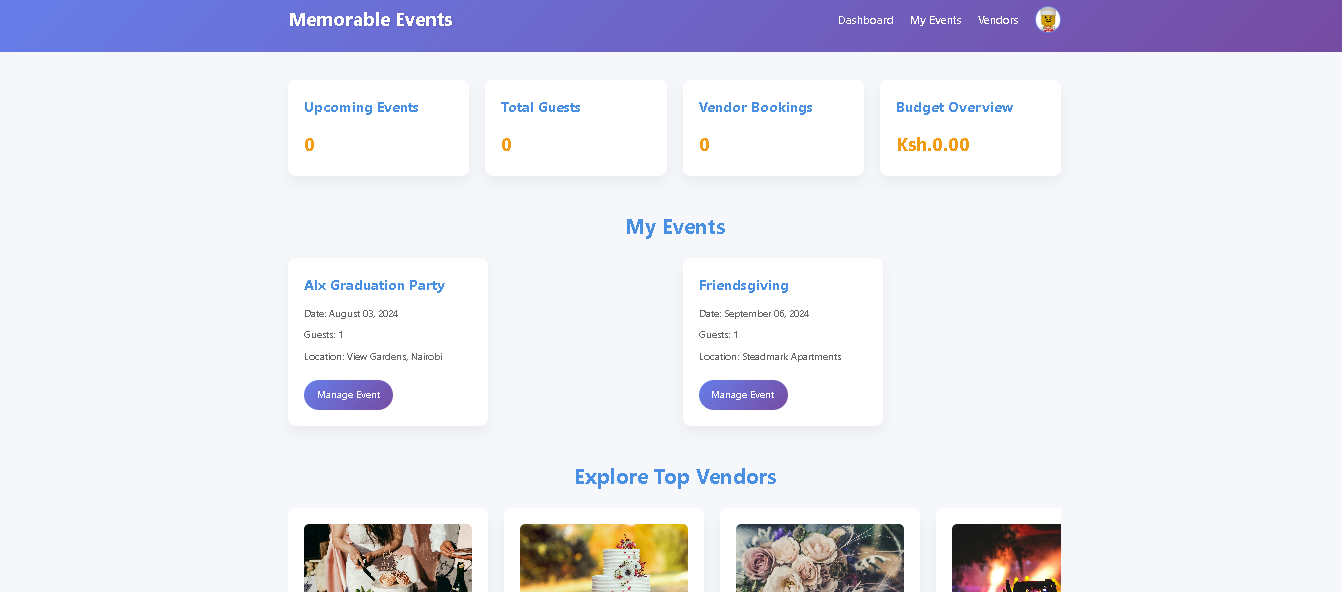 Memorable Events
Dashboard My Events Vendors
Upcoming Events
0
Total Guests
0
Vendor Bookings
0
Budget Overview
Ksh.0.00
My Events
Alx Graduation Party
Date: August 03, 2024
Guests: 1
Location: View Gardens, Nairobi
Manage Event
Friendsgiving
Date: September 06, 2024
Guests: 1
Location: Steadmark Apartments
Manage Event
Explore Top Vendors